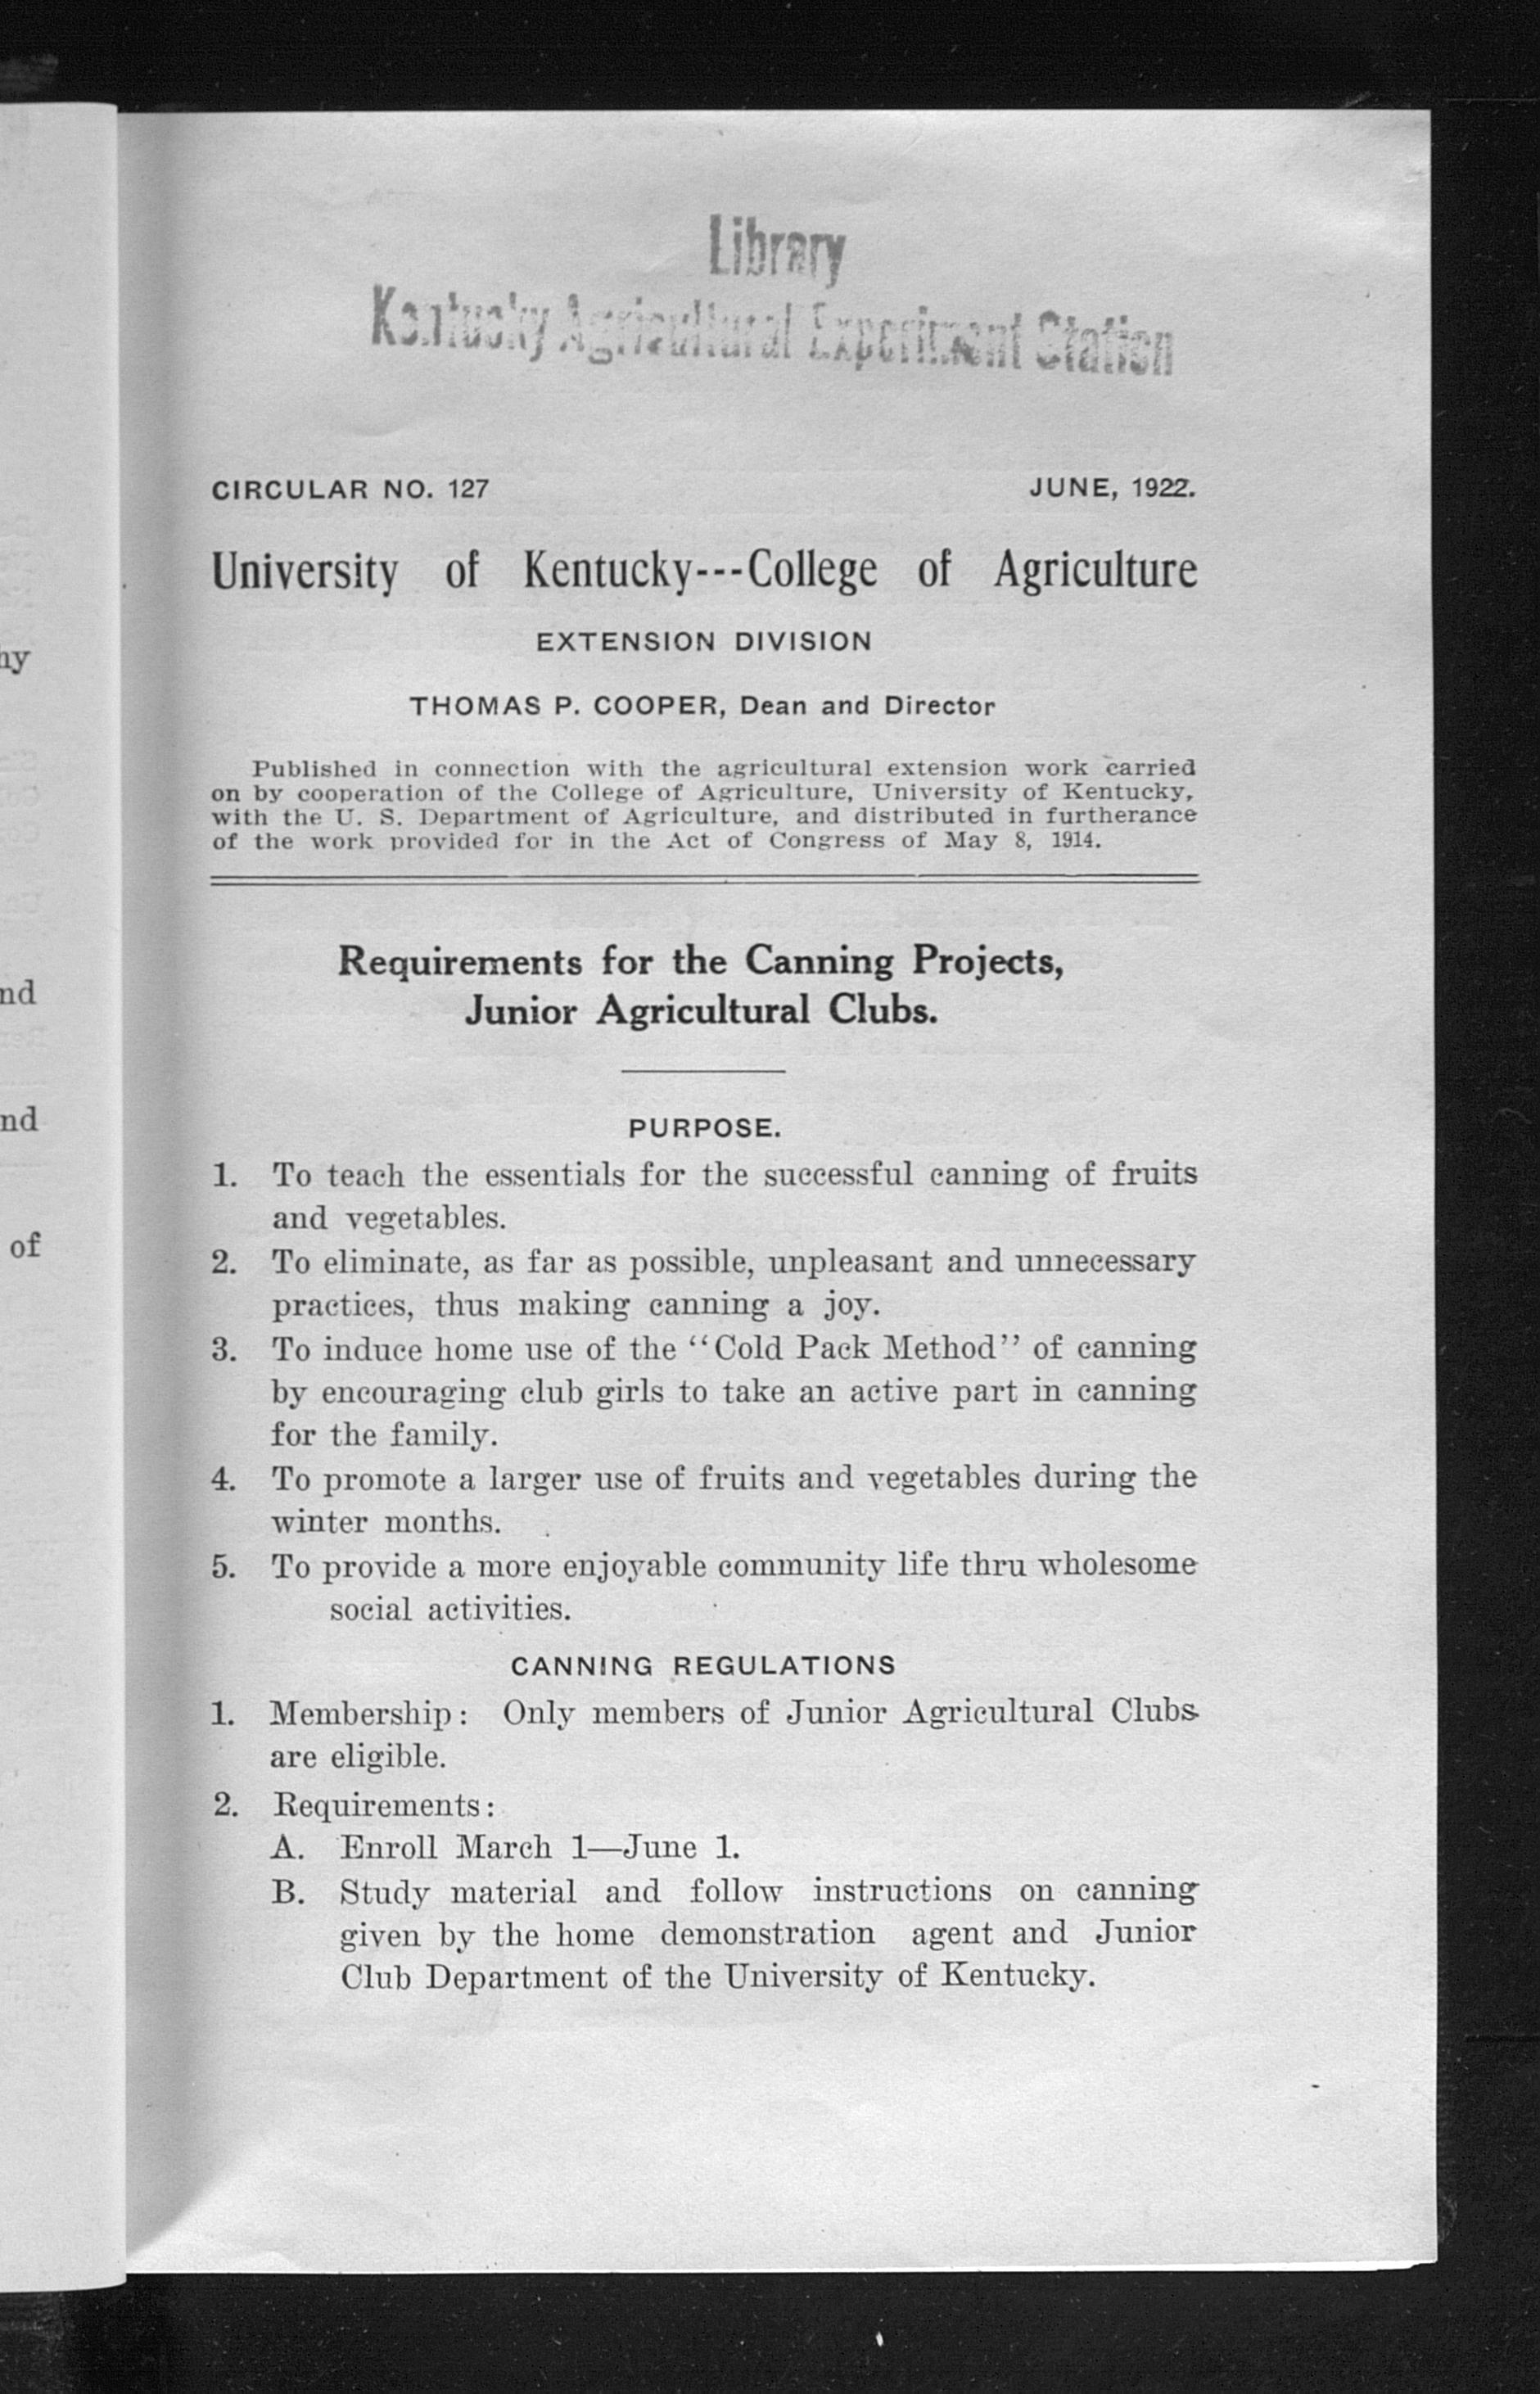 Library
Kentucky Agricultural Experiment Station
CIRCULAR NO. 127 JUNE, 1922.
University of Kentucky---College of Agriculture
EXTENSION DIVISION
THOMAS P. COOPER, Dean and Director
Published in connection with the agricultural extension work carried
on by cooperation of the College of Agriculture, University of Kentucky,
with the U. S. Department of Agriculture, and distributed in furtherance
of the work provided for in the Act of Congress of May 8, 1914.
Requirements for the Canning Projects,
Junior Agricultural Clubs.
PURPOSE.
1. To teach the essentials for the successful canning of fruits
and vegetables.
2. To eliminate, as far as possible, unpleasant and unnecessary
practices, thus making canning a joy.
3. To induce home use of the "Cold Pack Method" of canning
by encouraging club girls to take an active part in canning
for the family.
4. To promote a larger use of fruits and vegetables during the
winter months.
5. To provide a more enjoyable community life thru wholesome
social activities.
CANNING REGULATIONS
1. Membership: Only members of Junior Agricultural Clubs
are eligible.
2. Requirements:
A. Enroll March 1—June 1.
B. Study material and follow instructions on canning
given by the home demonstration agent and Junior
Club Department of the University of Kentucky.